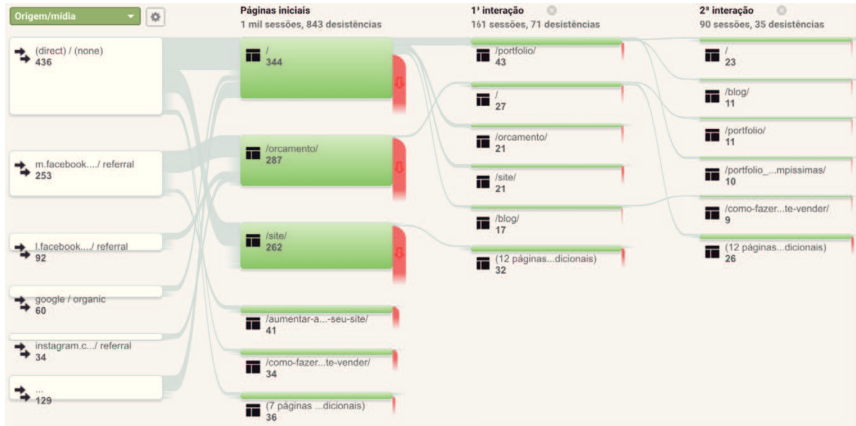 Origem/mídia
(direct) / (none)
436
m.facebook..../ referral
253
l.facebook..../ referral
92
google / organic
60
instagram.c.../ referral
34
...
129
Páginas iniciais
1 mil sessões, 843 desistências
/
344
/orcamento/
287
/site/
262
/aumentar-a...-seu-site/
41
/como-fazer...te-vender/
34
(7 páginas ...dicionais)
36
1ª interação
161 sessões, 71 desistências
/portfolio/
43
/
27
/orcamento/
21
/site/
21
/blog/
17
(12 páginas...dicionais)
32
2ª interação
90 sessões, 35 desistências
/
23
/blog/
11
/portfolio/
11
/portfolio_...mpissimas/
10
/como-fazer...te-vender/
9
(12 páginas...dicionais)
26